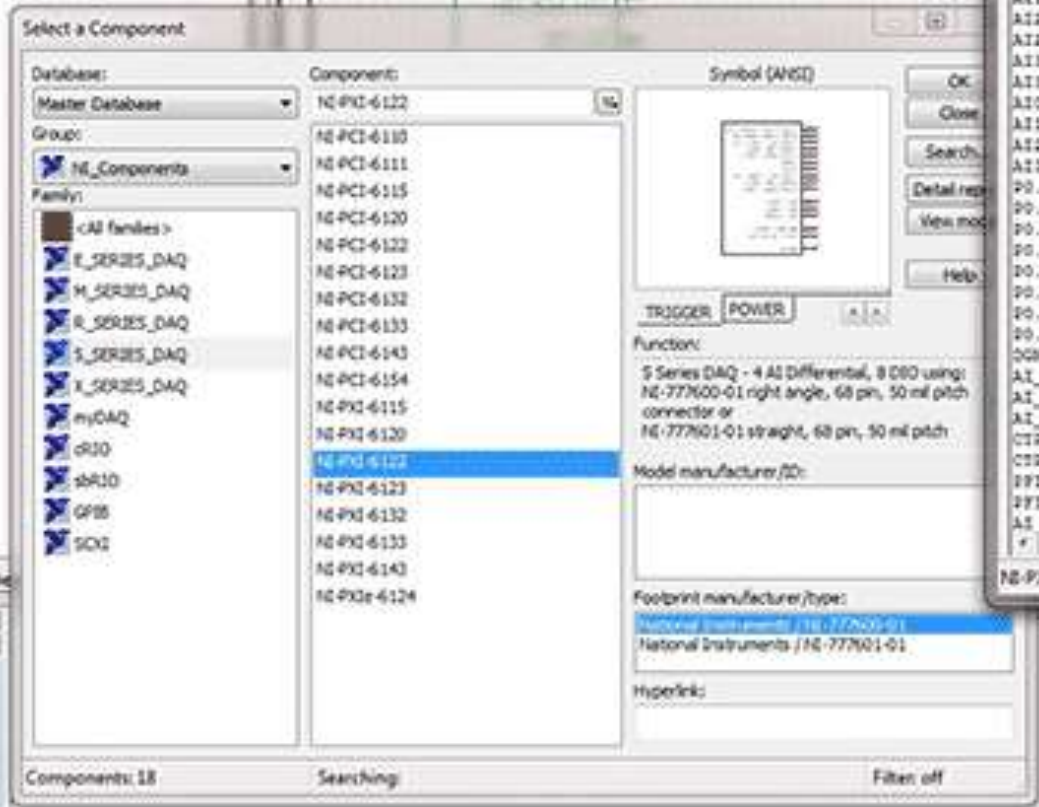 Select a Component
Database:
Master Database
Group:
NI_Components
Family:
<All families>
E_SERIES_DAQ
M_SERIES_DAQ
R_SERIES_DAQ
S_SERIES_DAQ
X_SERIES_DAQ
myDAQ
cRIO
sbRIO
GPIB
SCXI
Component:
NI-PXI-6122
NI-PCI-6110
NI-PCI-6111
NI-PCI-6115
NI-PCI-6120
NI-PCI-6122
NI-PCI-6123
NI-PCI-6132
NI-PCI-6133
NI-PCI-6143
NI-PCI-6154
NI-PXI-6115
NI-PXI-6120
NI-PXI-6122
NI-PXI-6123
NI-PXI-6132
NI-PXI-6133
NI-PXI-6143
NI-PXIe-6124
Symbol (ANSI)
TRIGGER POWER
Function:
S Series DAQ - 4 AI Differential, 8 DIO using:
NI-777600-01 right angle, 68 pin, 50 mil pitch
connector or
NI-777601-01 straight, 68 pin, 50 mil pitch
Model manufacturer/ID:
Footprint manufacturer/type:
National Instruments / NI-777600-01
National Instruments / NI-777601-01
Hyperlink:
OK
Close
Search...
Detail rep
View mod
Help
Components: 18
Searching:
Filter: off